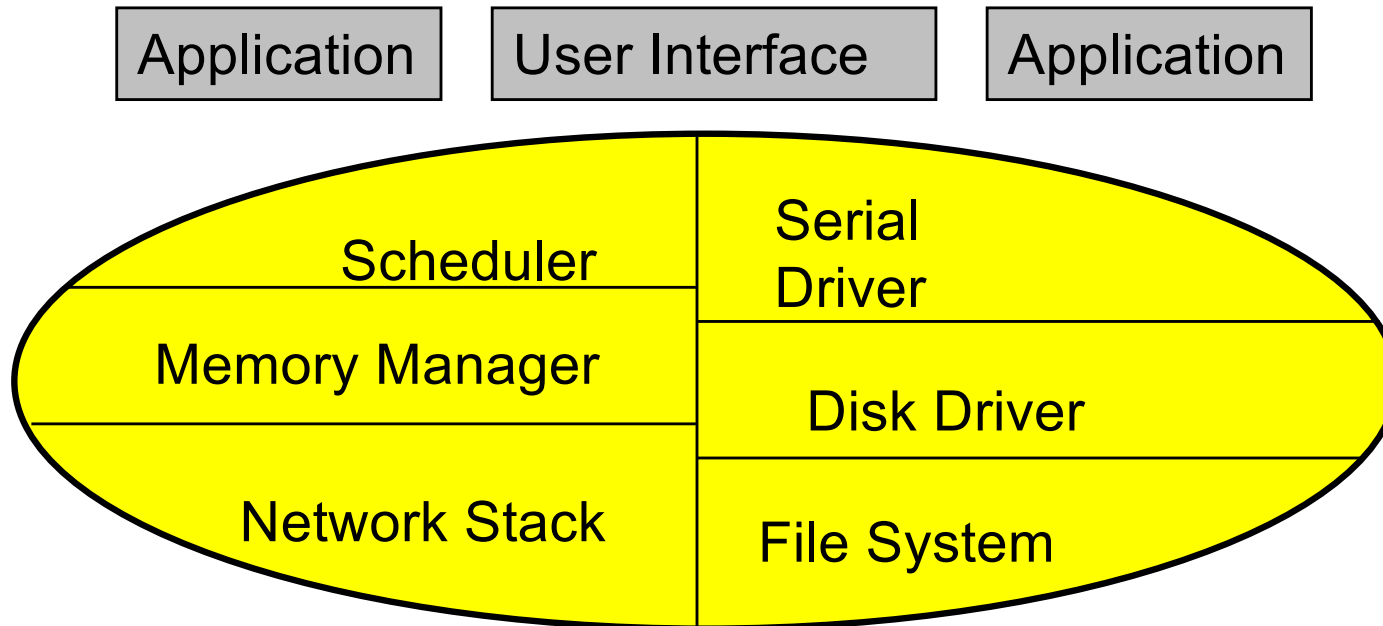 Application
User Interface
Application
Scheduler
Serial
Driver
Memory Manager
Disk Driver
Network Stack
File System